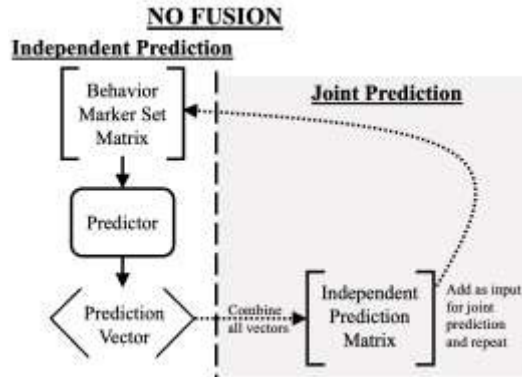 NO FUSION
Independent Prediction
Behavior
Marker Set
Matrix
Predictor
Prediction
Vector
Joint Prediction
Combine
all vectors
Independent
Prediction
Matrix
Add as input
for joint
prediction
and repeat